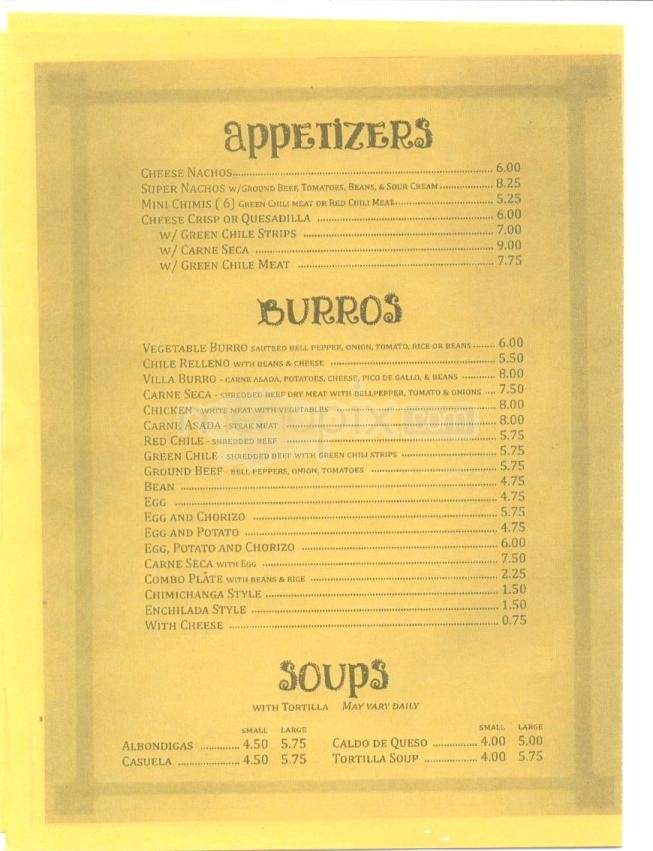 APPETIZERS
CHEESE NACHOS 6.00
SUPER NACHOS W/GROUND BEEF, TOMATOES, BEANS, & SOUR CREAM 8.25
MINI CHIMIS ( 6) GREEN CHILI MEAT OR RED CHILI MEAT 5.25
CHEESE CRISP OR QUESADILLA 6.00
W/ GREEN CHILE STRIPS 7.00
W/ CARNE SECA 9.00
W/ GREEN CHILE MEAT 7.75
BURROS
VEGETABLE BURRO SAUTEED BELL PEPPER, ONION, TOMATO, RICE OR BEANS 6.00
CHILE RELLENO WITH BEANS & CHEESE 5.50
VILLA BURRO - CARNE ASADA, POTATOES, CHEESE, PICO DE GALLO, & BEANS 8.00
CARNE SECA - SHREDDED BEEF DRY MEAT WITH BELLPEPPER, TOMATO & ONIONS 7.50
CHICKEN - WHITE MEAT WITH VEGETABLES 8.00
CARNE ASADA - STEAK MEAT 8.00
RED CHILE - SHREDDED BEEF 5.75
GREEN CHILE - SHREDDED BEEF WITH GREEN CHILI STRIPS 5.75
GROUND BEEF - BELL PEPPERS, ONION, TOMATOES 5.75
BEAN 4.75
EGG 4.75
EGG AND CHORIZO 5.75
EGG AND POTATO 4.75
EGG, POTATO AND CHORIZO 6.00
CARNE SECA WITH EGG 7.50
COMBO PLATE WITH BEANS & RICE 2.25
CHIMICHANGA STYLE 1.50
ENCHILADA STYLE 1.50
WITH CHEESE 0.75
SOUPS
WITH TORTILLA MAY VARY DAILY
SMALL LARGE SMALL LARGE
ALBONDIGAS 4.50 5.75 CALDO DE QUESO 4.00 5.00
CASUELA 4.50 5.75 TORTILLA SOUP 4.00 5.75